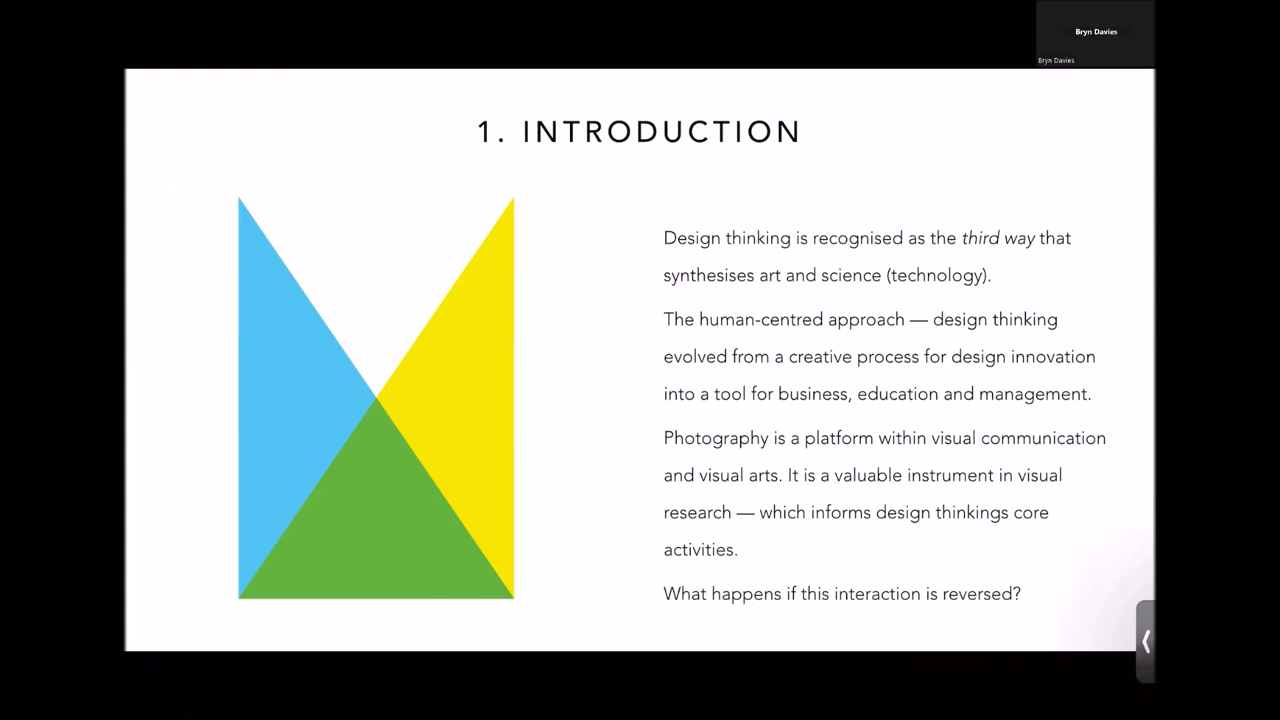 Bryn Davies
Bryn Davies
1. INTRODUCTION
Design thinking is recognised as the third way that
synthesises art and science (technology).
The human-centred approach — design thinking
evolved from a creative process for design innovation
into a tool for business, education and management.
Photography is a platform within visual communication
and visual arts. It is a valuable instrument in visual
research — which informs design thinkings core
activities.
What happens if this interaction is reversed?